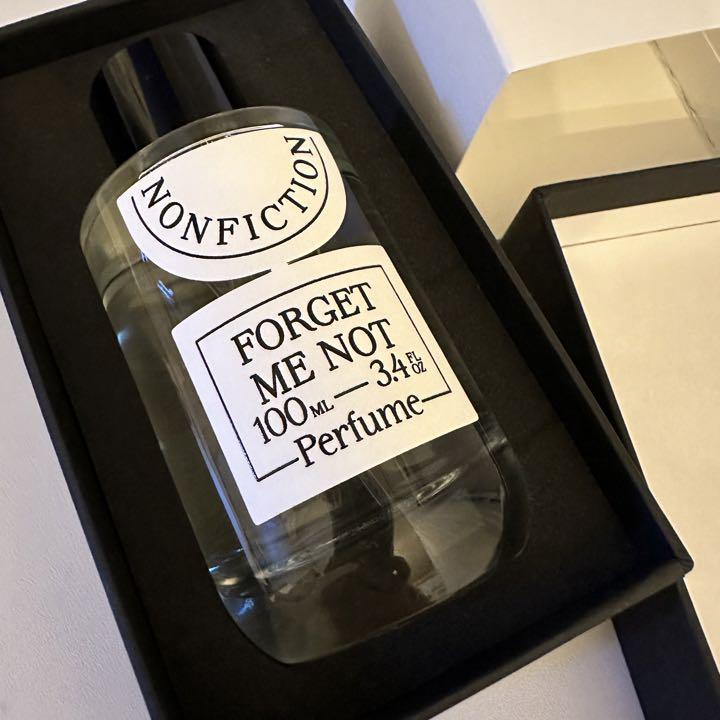 NONFICTION
FORGET
ME NOT
100 ML — 3.4 FL OZ
Perfume